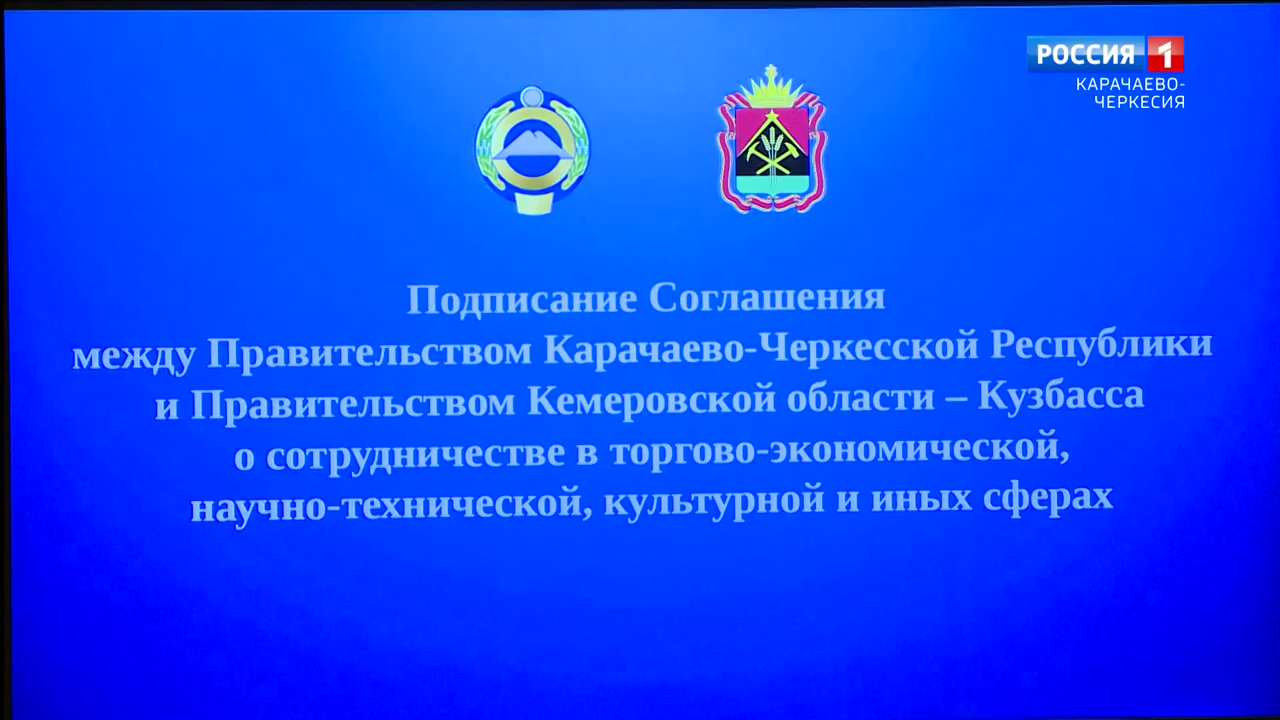 РОССИЯ 1
КАРАЧАЕВО-
ЧЕРКЕСИЯ
Подписание Соглашения
между Правительством Карачаево-Черкесской Республики
и Правительством Кемеровской области – Кузбасса
о сотрудничестве в торгово-экономической,
научно-технической, культурной и иных сферах